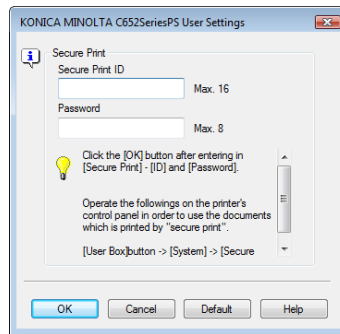 KONICA MINOLTA C652SeriesPS User Settings
Secure Print
Secure Print ID
Max. 16
Password
Max. 8
Click the [OK] button after entering in
[Secure Print] - [ID] and [Password].
Operate the followings on the printer's
control panel in order to use the documents
which is printed by "secure print".
[User Box]button -> [System] -> [Secure
OK
Cancel
Default
Help